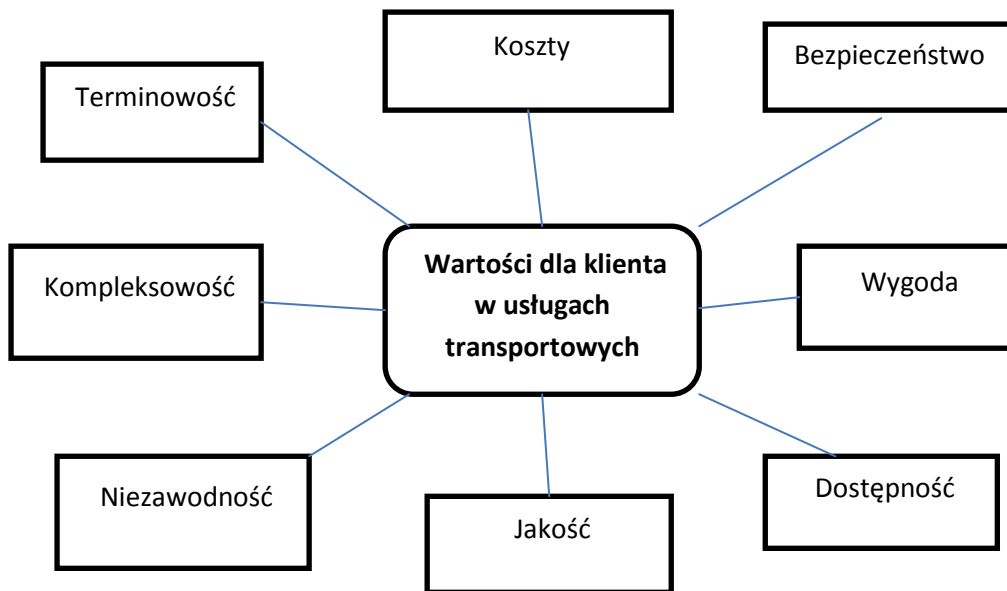 Koszty
Bezpieczeństwo
Terminowość
Wartości dla klienta
w usługach
transportowych
Kompleksowość
Wygoda
Niezawodność
Jakość
Dostępność